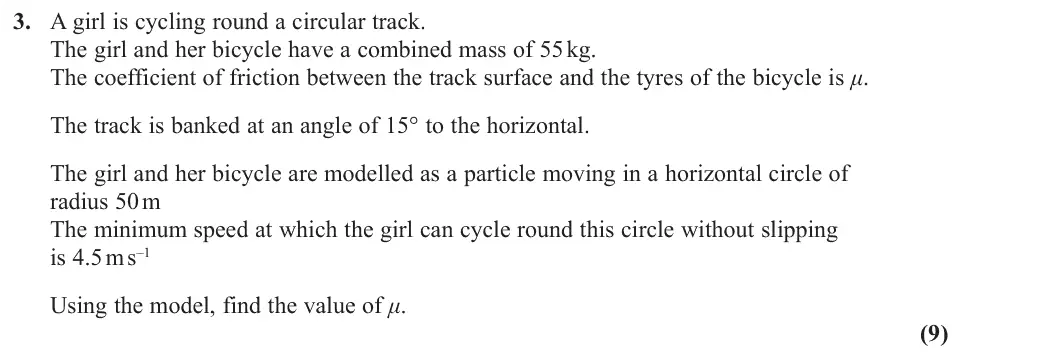 3. A girl is cycling round a circular track.
The girl and her bicycle have a combined mass of 55 kg.
The coefficient of friction between the track surface and the tyres of the bicycle is μ.
The track is banked at an angle of 15° to the horizontal.
The girl and her bicycle are modelled as a particle moving in a horizontal circle of
radius 50 m
The minimum speed at which the girl can cycle round this circle without slipping
is 4.5 m s⁻¹
Using the model, find the value of μ.
(9)